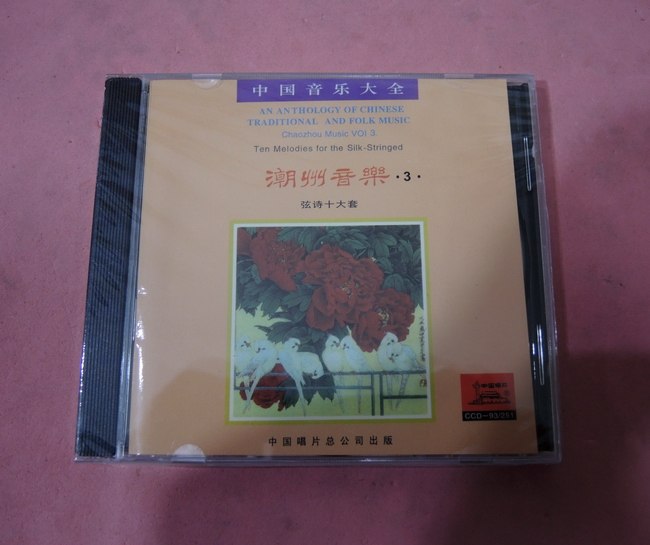 中国音乐大全
AN ANTHOLOGY OF CHINESE
TRADITIONAL AND FOLK MUSIC
Chaozhou Music VOl 3.
Ten Melodies for the Silk-Stringed
潮州音樂·3·
弦诗十大套
中国唱片
CCD-93/251
中国唱片总公司出版